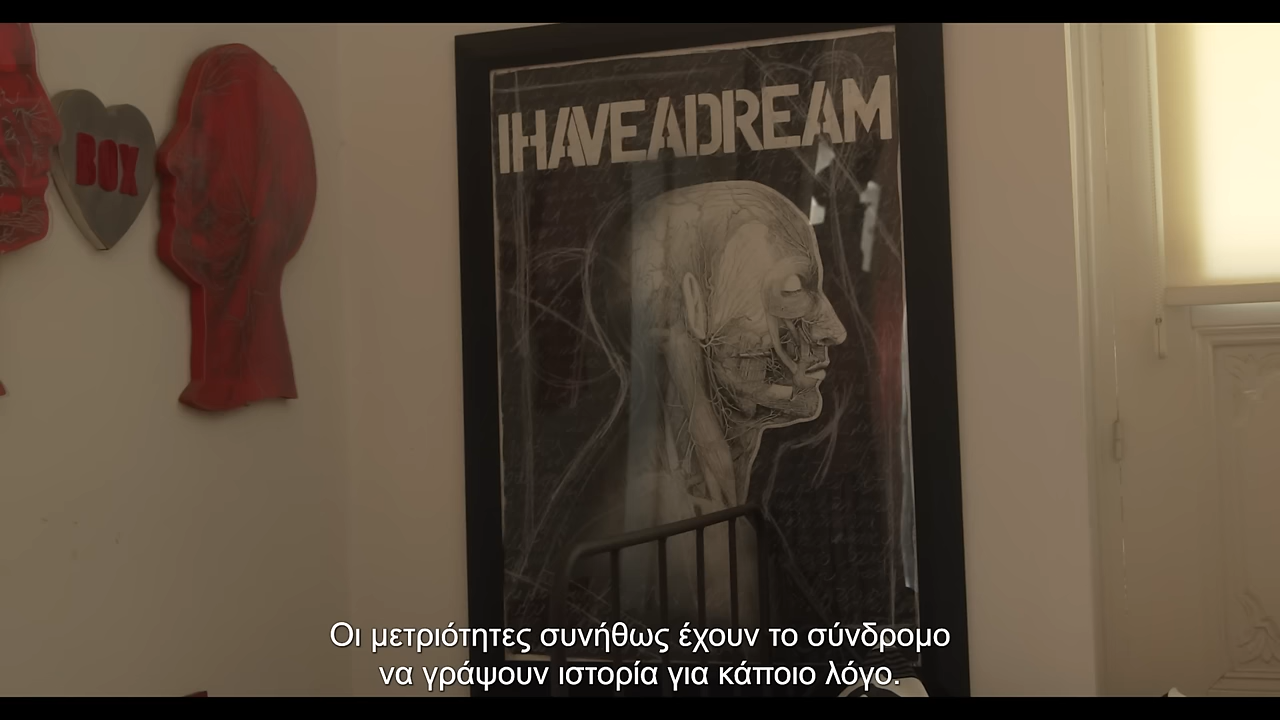 IHAVEADREAM
BOX
Οι μετριότητες συνήθως έχουν το σύνδρομο
να γράψουν ιστορία για κάποιο λόγο.